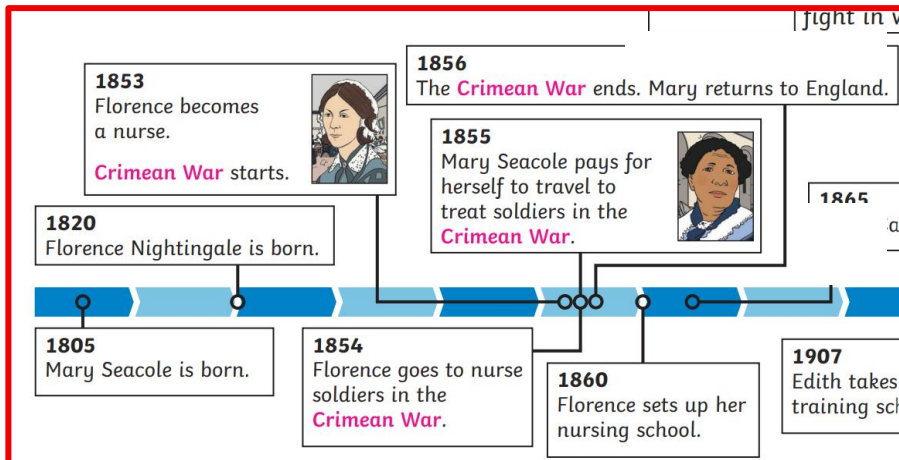 fight in
1856
The Crimean War ends. Mary returns to England.
1853
Florence becomes
a nurse.
Crimean War starts.
1855
Mary Seacole pays for
herself to travel to
treat soldiers in the
Crimean War.
1865
1820
Florence Nightingale is born.
1805
Mary Seacole is born.
1854
Florence goes to nurse
soldiers in the
Crimean War.
1860
Florence sets up her
nursing school.
1907
Edith takes
training